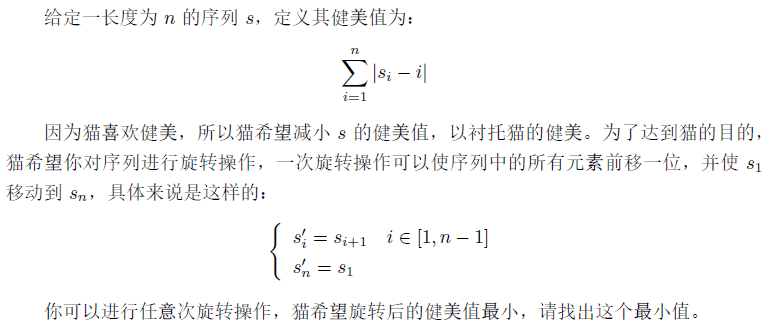 给定一长度为 n 的序列 s，定义其健美值为：
n
∑ |s_i − i|
i=1
因为猫喜欢健美，所以猫希望减小 s 的健美值，以衬托猫的健美。为了达到猫的目的，
猫希望你对序列进行旋转操作，一次旋转操作可以使序列中的所有元素前移一位，并使 s_1
移动到 s_n，具体来说是这样的：
{ s′_i = s_{i+1} i ∈ [1, n − 1]
s′_n = s_1
你可以进行任意次旋转操作，猫希望旋转后的健美值最小，请找出这个最小值。